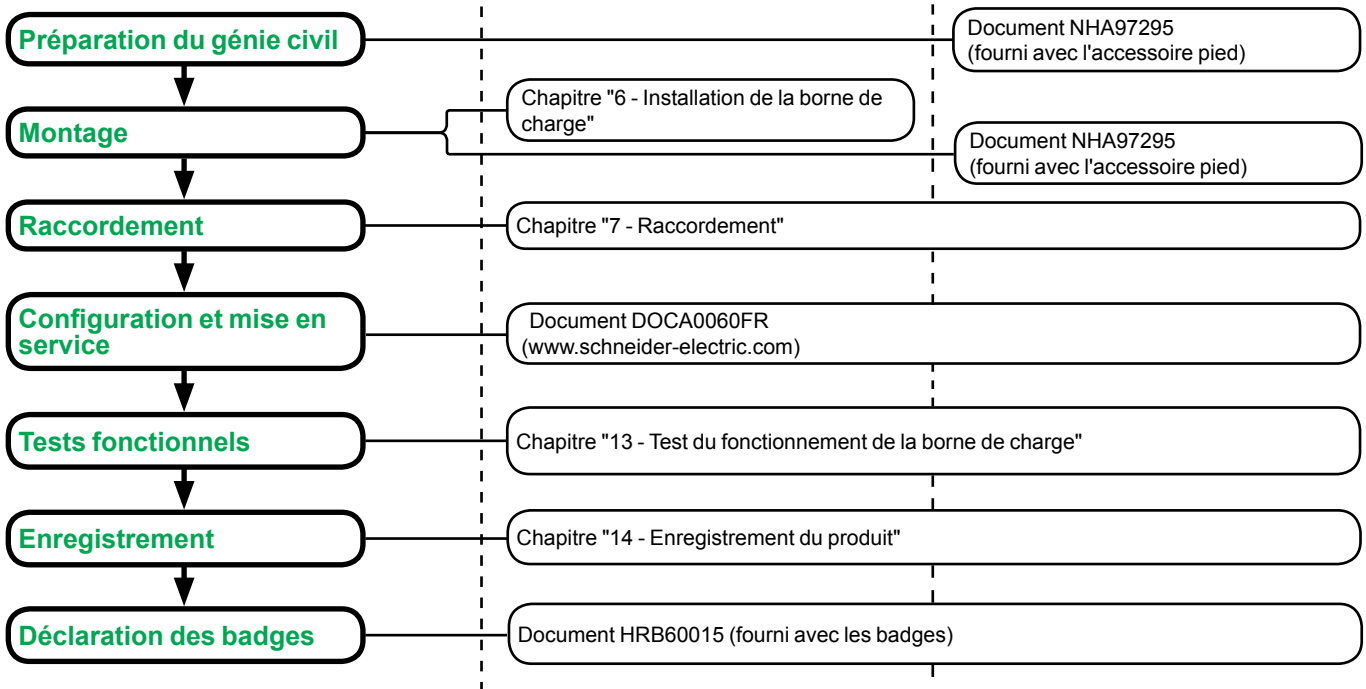 Préparation du génie civil
Document NHA97295
(fourni avec l'accessoire pied)
Montage
Chapitre "6 - Installation de la borne de
charge"
Document NHA97295
(fourni avec l'accessoire pied)
Raccordement
Chapitre "7 - Raccordement"
Configuration et mise en
service
Document DOCA0060FR
(www.schneider-electric.com)
Tests fonctionnels
Chapitre "13 - Test du fonctionnement de la borne de charge"
Enregistrement
Chapitre "14 - Enregistrement du produit"
Déclaration des badges
Document HRB60015 (fourni avec les badges)